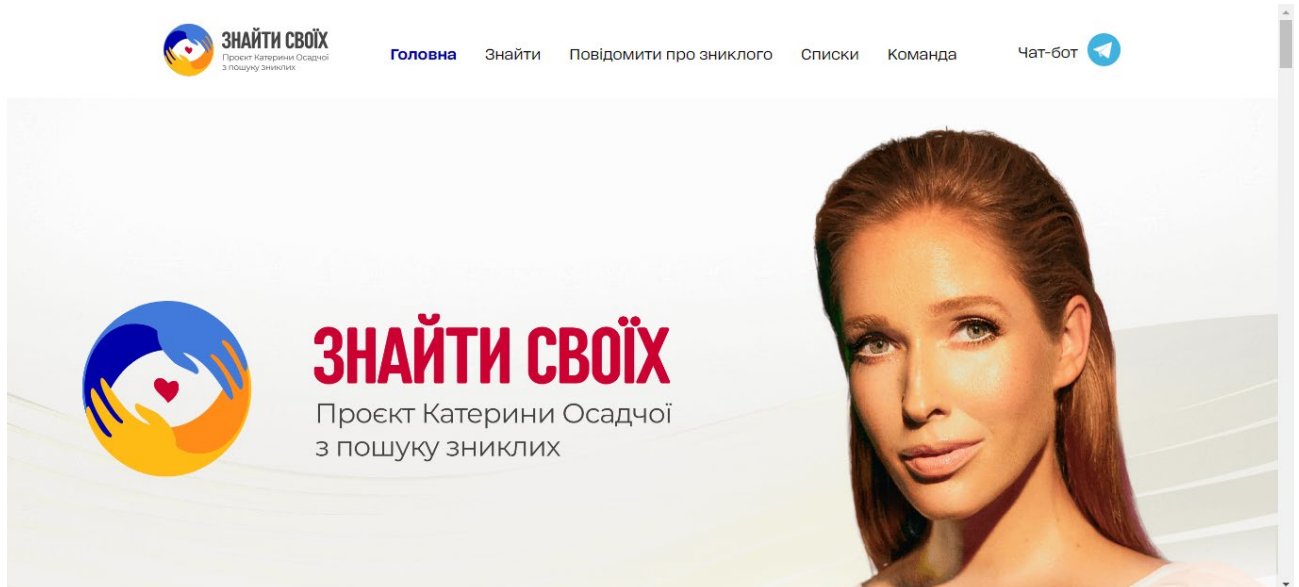 ЗНАЙТИ СВОЇХ
Проєкт Катерини Осадчої
з пошуку зниклих
Головна Знайти Повідомити про зниклого Списки Команда Чат-бот
ЗНАЙТИ СВОЇХ
Проєкт Катерини Осадчої
з пошуку зниклих